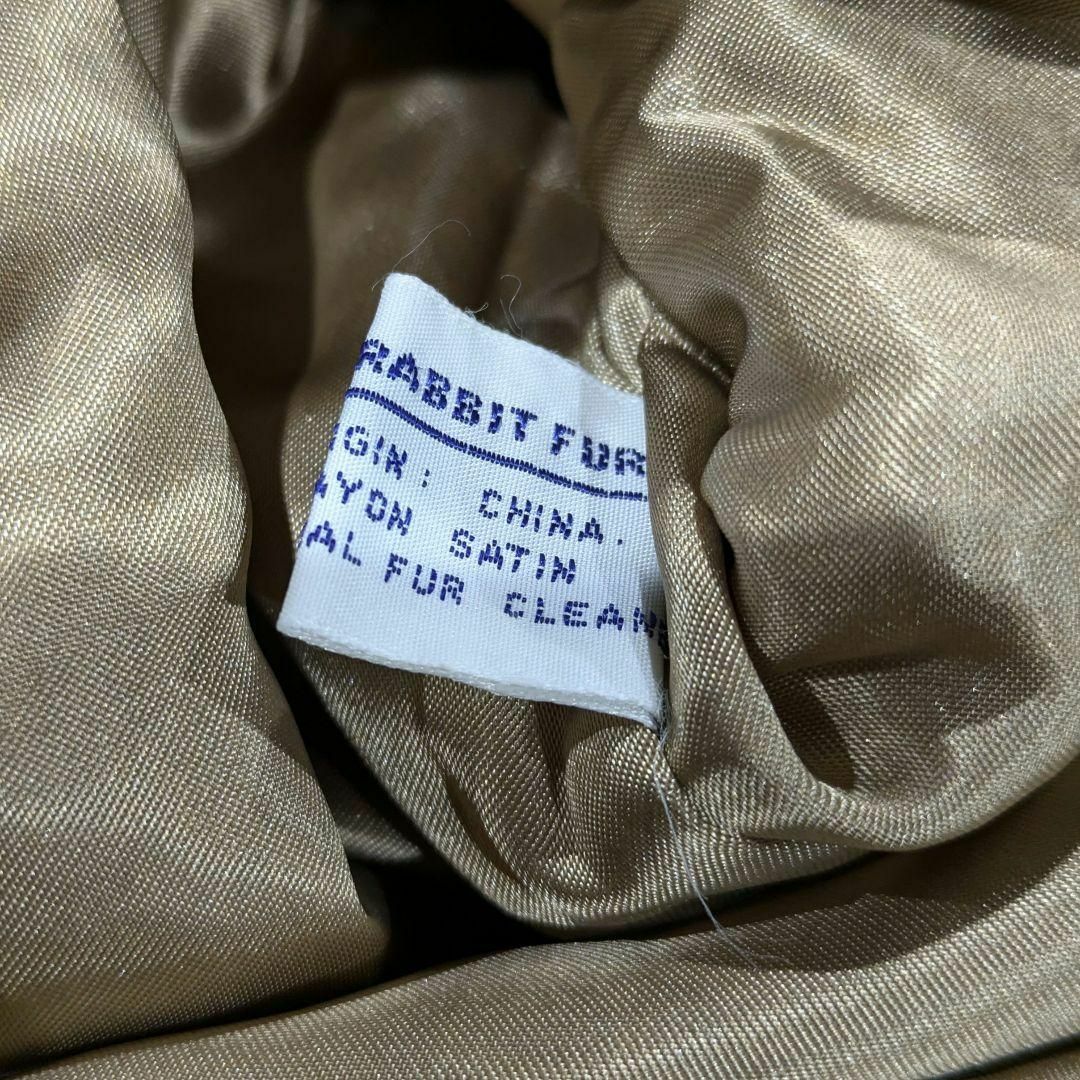 RABBIT FUR
GIN: CHINA.
AYON SATIN
AL FUR CLEAN